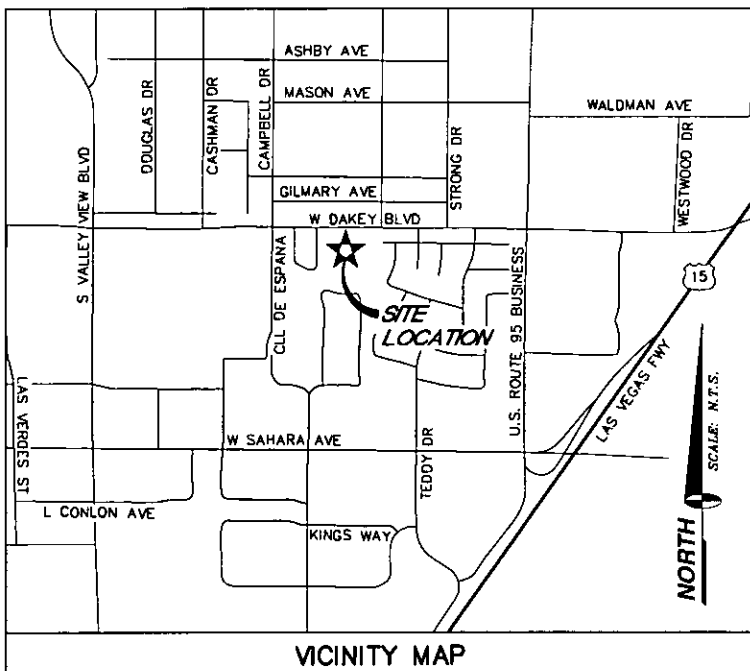 ASHBY AVE
MASON AVE
WALDMAN AVE
DOUGLAS DR
CASHMAN DR
CAMPBELL DR
STRONG DR
WESTWOOD DR
S VALLEY VIEW BLVD
GILMARY AVE
W OAKEY BLVD
CLL DE ESPANA
SITE
LOCATION
U.S. ROUTE 95 BUSINESS
15
LAS VEGAS FWY
LAS VERDES ST
W SAHARA AVE
TEDDY DR
L CONLON AVE
KINGS WAY
NORTH
SCALE: N.T.S.
VICINITY MAP